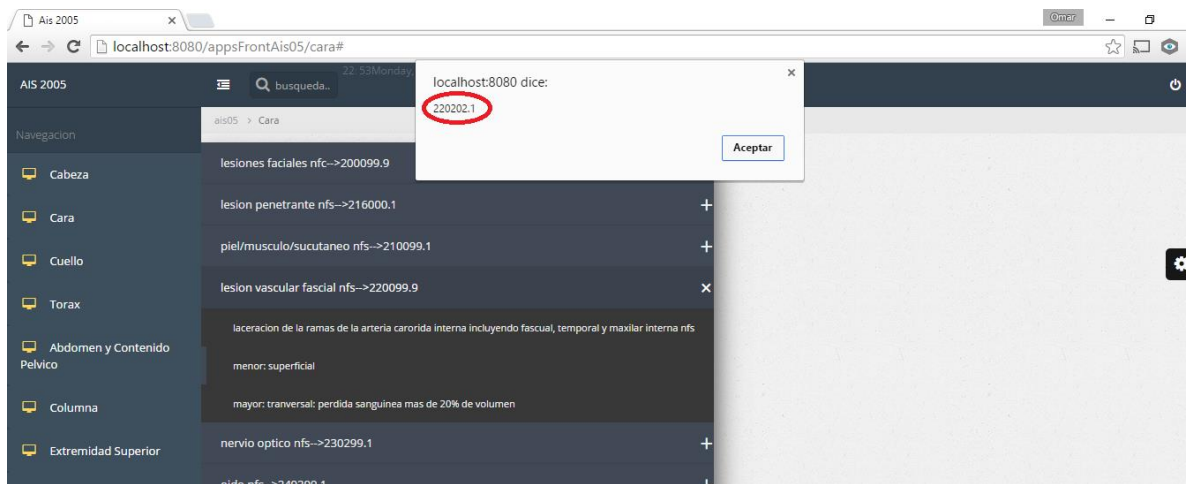 Ais 2005
Omar
localhost:8080/appsFrontAis05/cara#
AIS 2005
busqueda..
22: 53Monday,
localhost:8080 dice:
220202.1
Aceptar
Navegacion
Cabeza
Cara
Cuello
Torax
Abdomen y Contenido
Pelvico
Columna
Extremidad Superior
ais05 > Cara
lesiones faciales nfc-->200099.9
lesion penetrante nfs-->216000.1
piel/musculo/sucutaneo nfs-->210099.1
lesion vascular fascial nfs-->220099.9
laceracion de la ramas de la arteria carorida interna incluyendo fascual, temporal y maxilar interna nfs
menor: superficial
mayor: tranversal: perdida sanguinea mas de 20% de volumen
nervio optico nfs-->230299.1